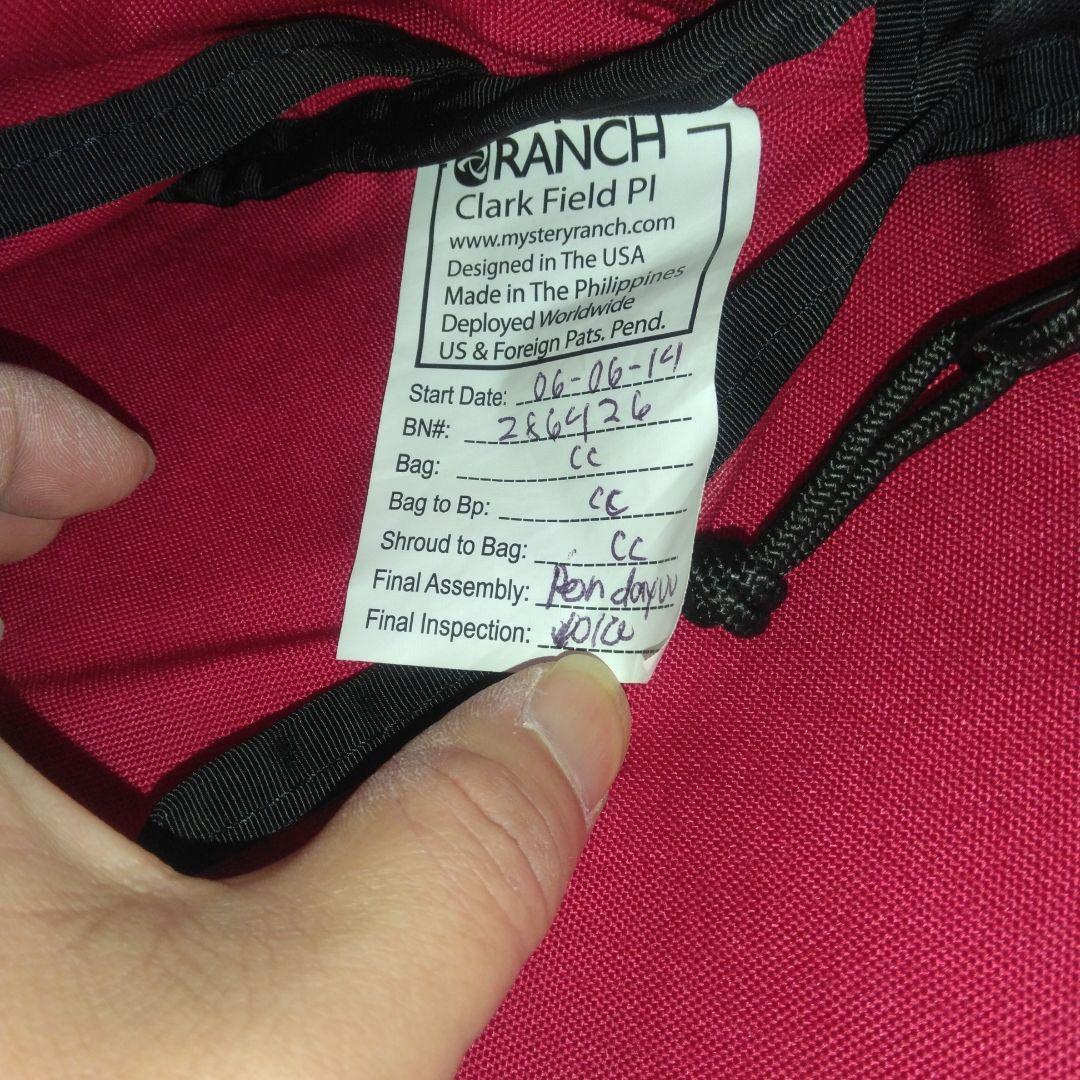 RANCH
Clark Field PI
www.mysteryranch.com
Designed in The USA
Made in The Philippines
Deployed Worldwide
US & Foreign Pats. Pend.
Start Date: 06-06-14
BN#: 286426
Bag: CC
Bag to Bp: CC
Shroud to Bag: CC
Final Assembly:
Final Inspection: